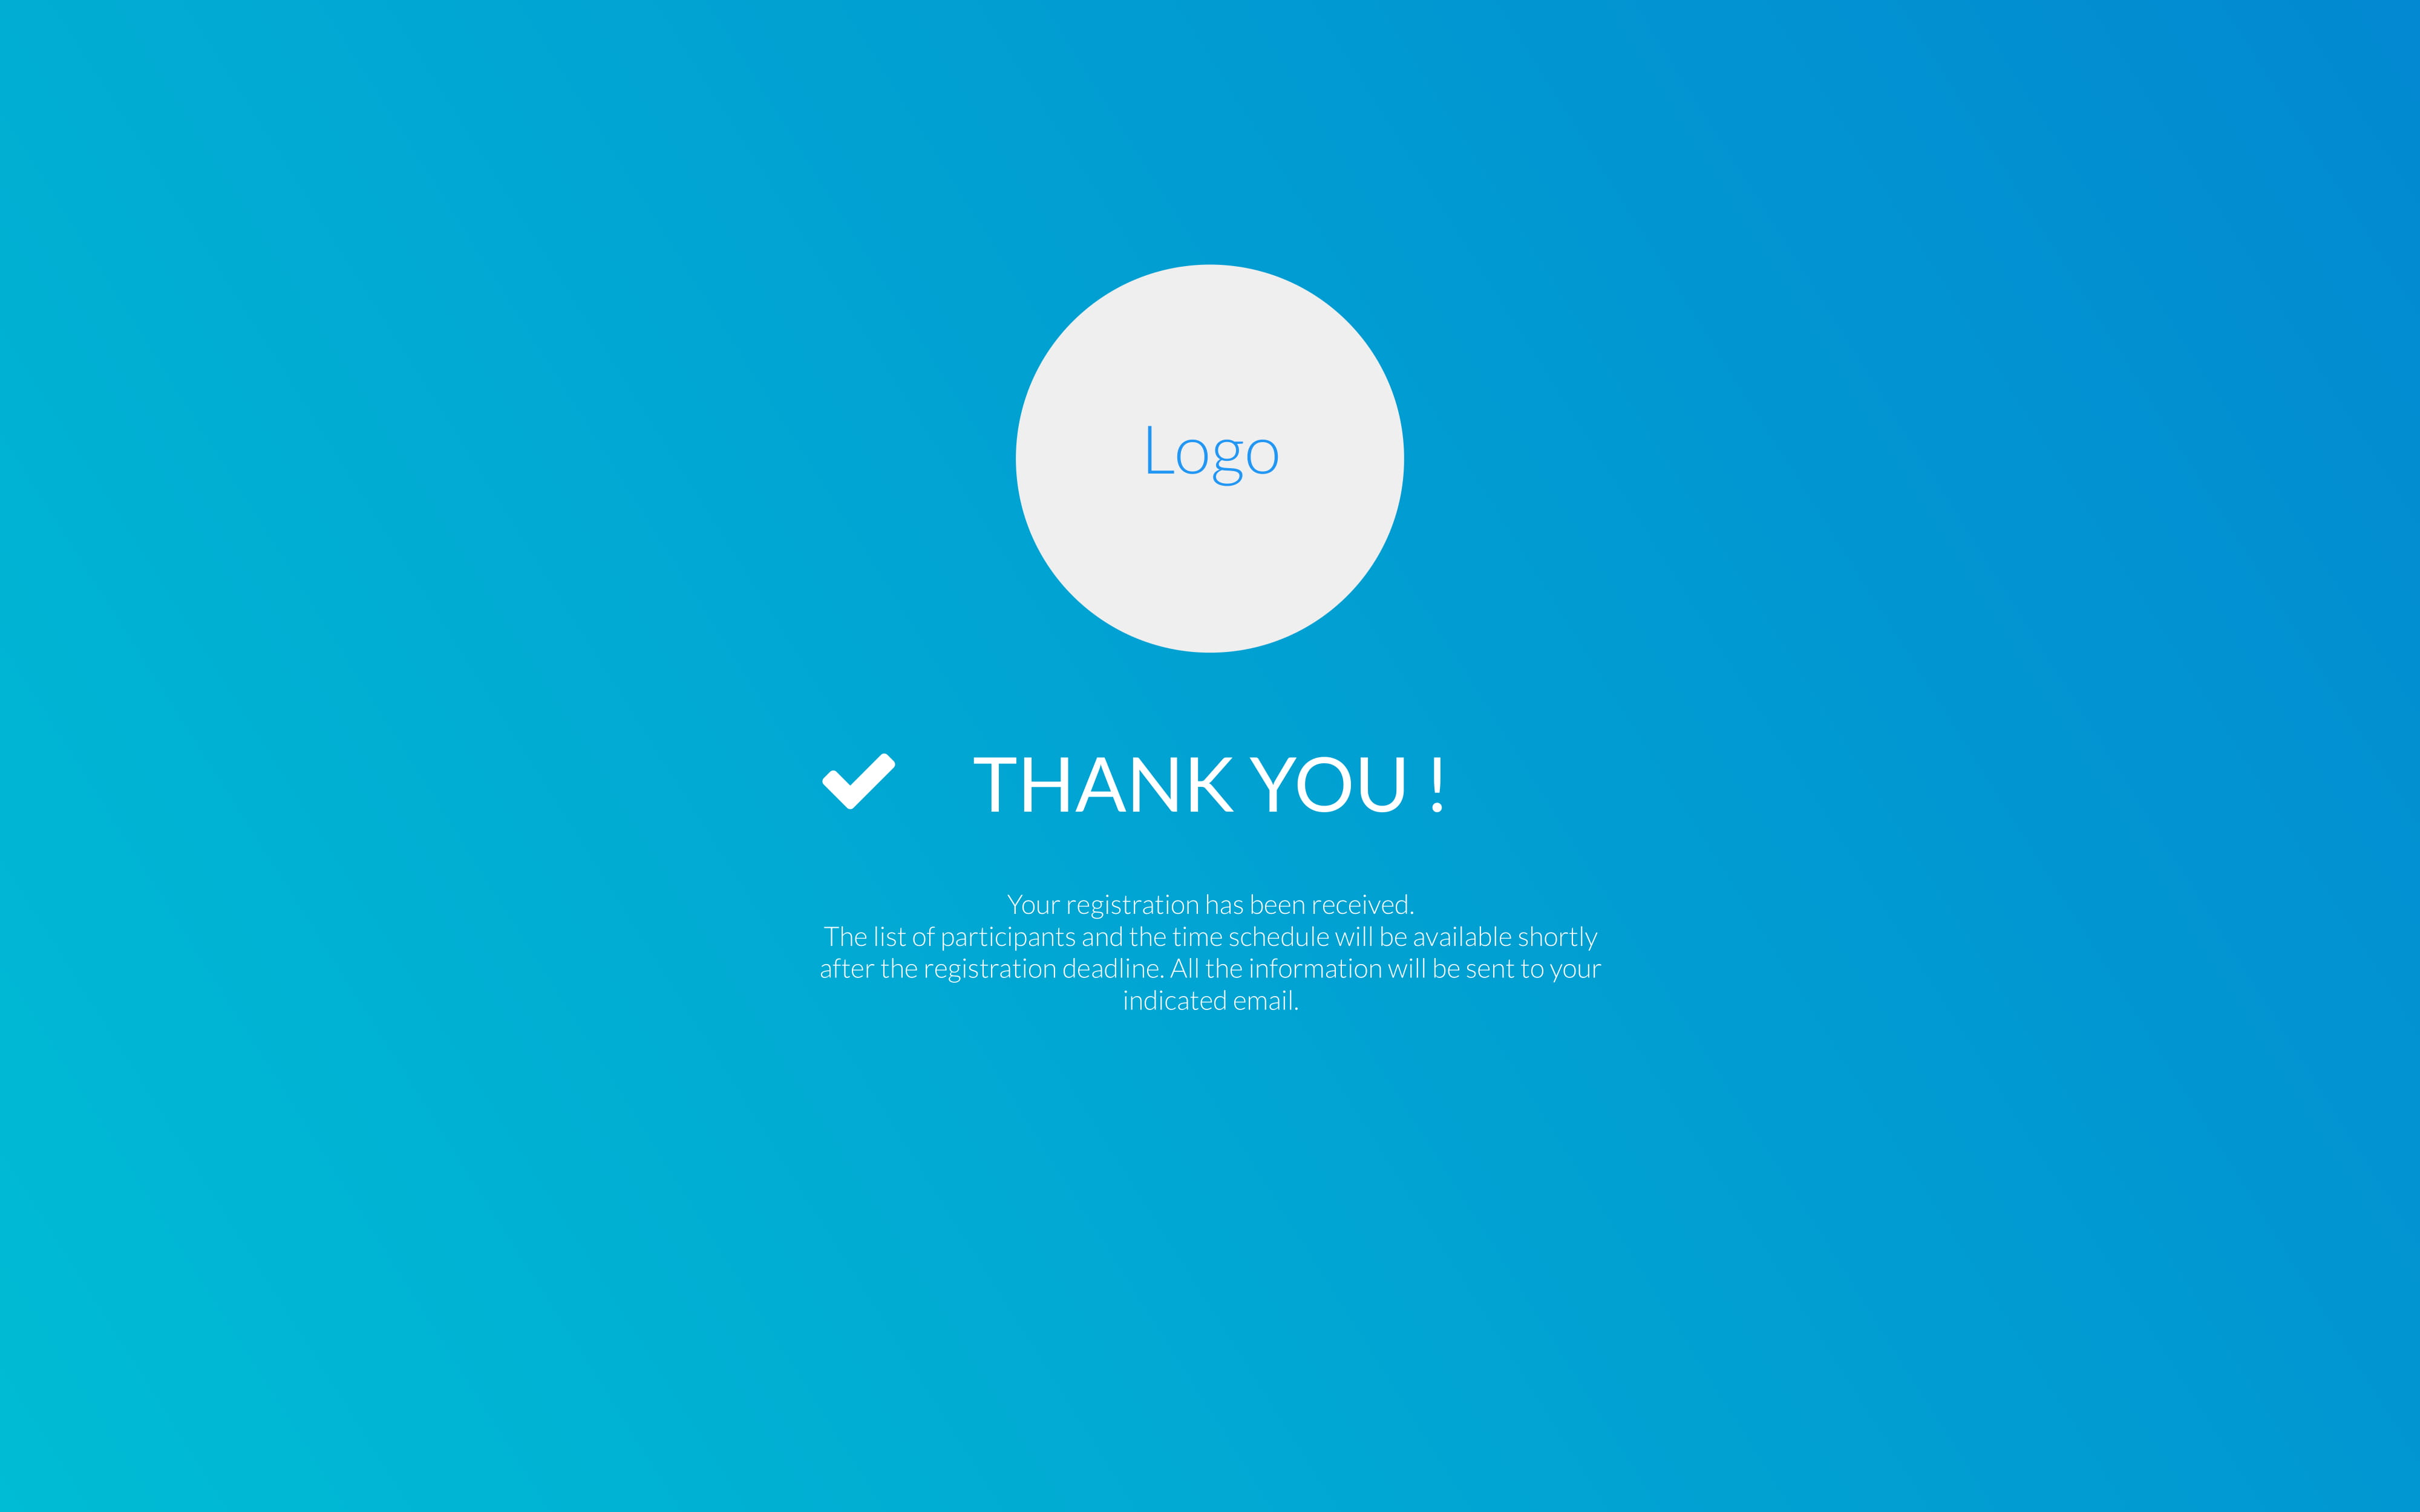 Logo
THANK YOU !
Your registration has been received.
The list of participants and the time schedule will be available shortly
after the registration deadline. All the information will be sent to your
indicated email.